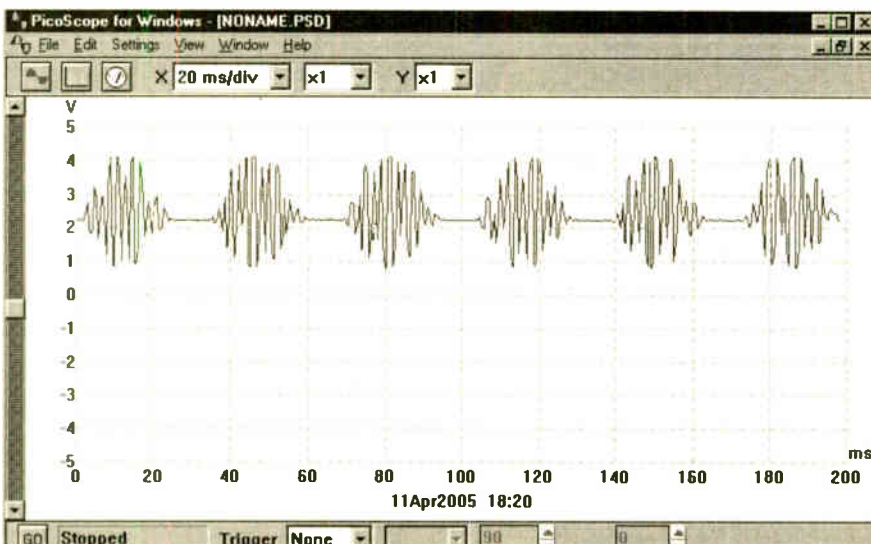 PicoScope for Windows - [NONAME.PSD]
File Edit Settings View Window Help
X 20 ms/div x1 Y x1
V
5
4
3
2
1
0
-1
-2
-3
-4
-5
0 20 40 60 80 100 120 140 160 180 200
ms
11Apr2005 18:20
GO Stopped Trigger None 90 0